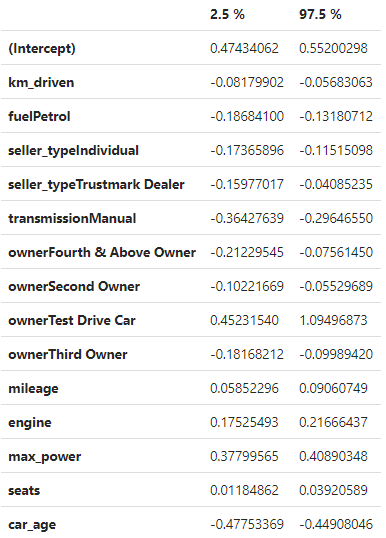 2.5 % 97.5 %
(Intercept) 0.47434062 0.55200298
km_driven -0.08179902 -0.05683063
fuelPetrol -0.18684100 -0.13180712
seller_typeIndividual -0.17365896 -0.11515098
seller_typeTrustmark Dealer -0.15977017 -0.04085235
transmissionManual -0.36427639 -0.29646550
ownerFourth & Above Owner -0.21229545 -0.07561450
ownerSecond Owner -0.10221669 -0.05529689
ownerTest Drive Car 0.45231540 1.09496873
ownerThird Owner -0.18168212 -0.09989420
mileage 0.05852296 0.09060749
engine 0.17525493 0.21666437
max_power 0.37799565 0.40890348
seats 0.01184862 0.03920589
car_age -0.47753369 -0.44908046